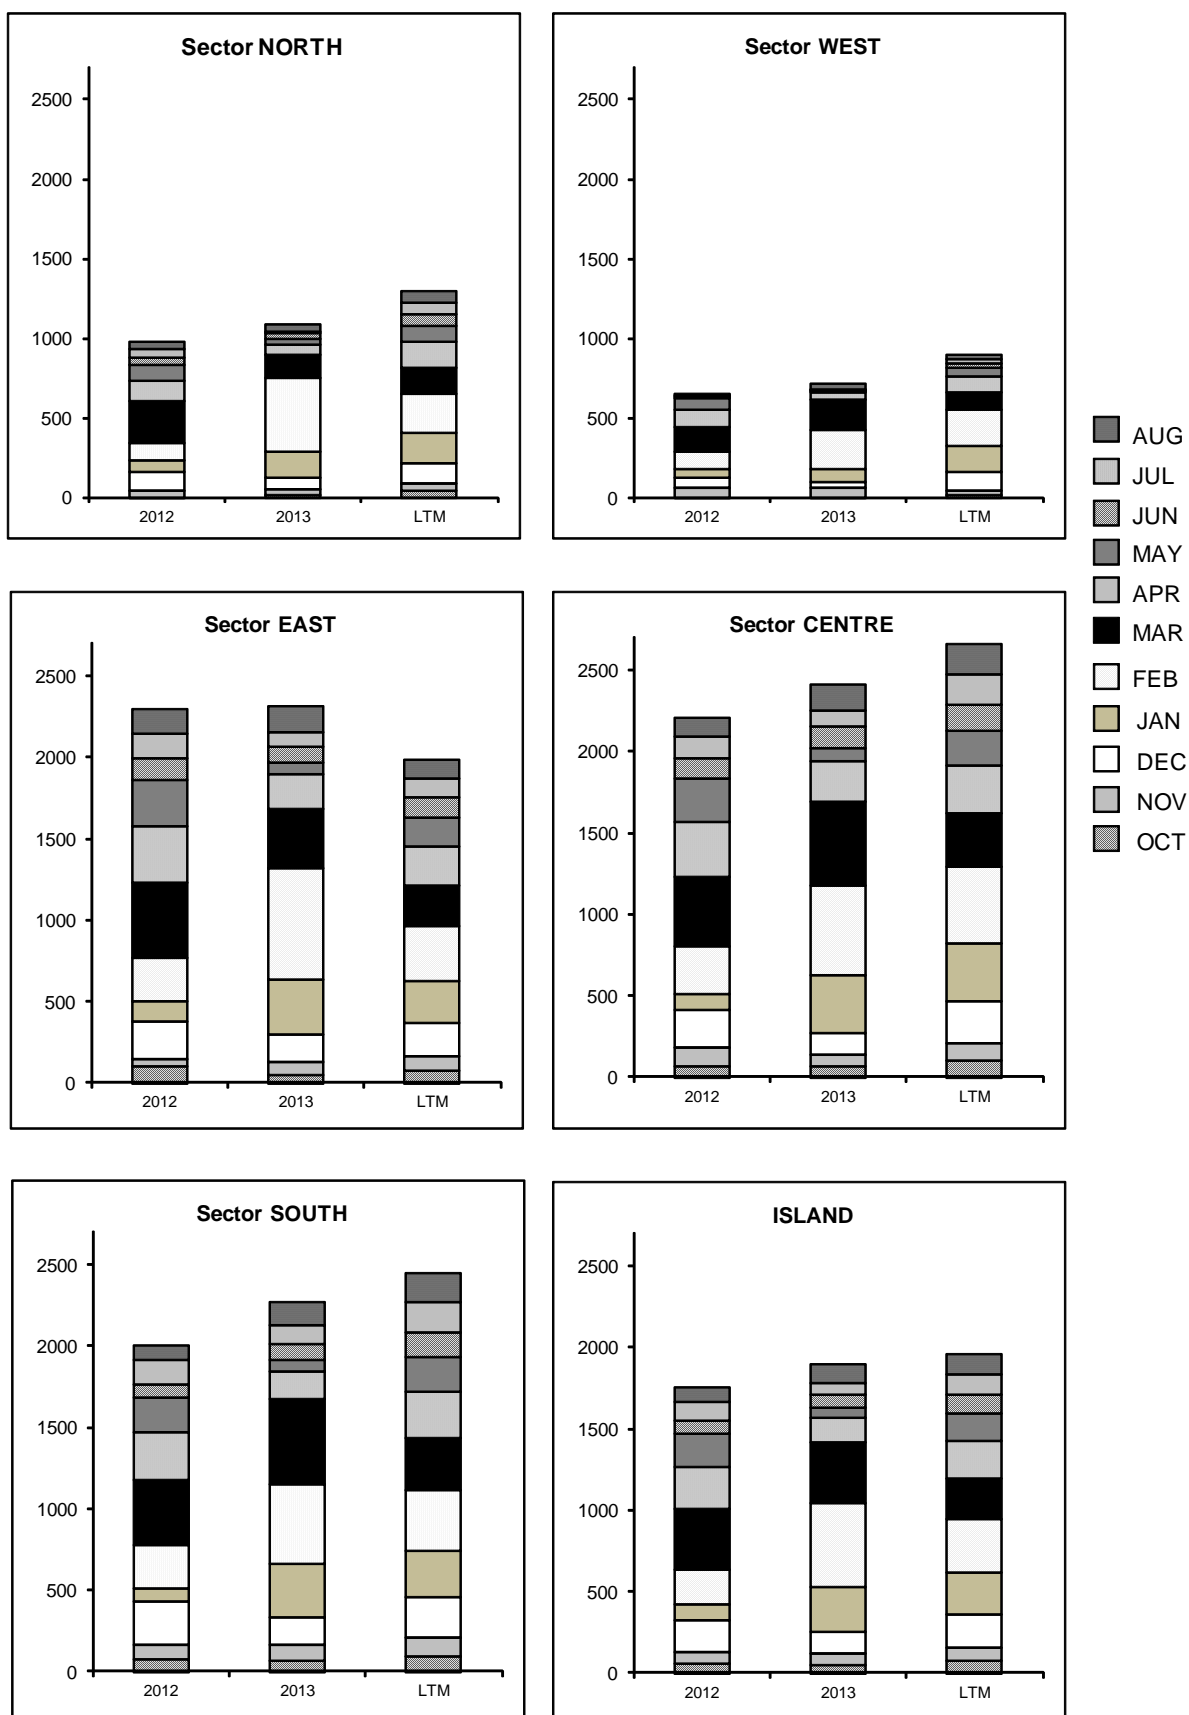 Sector NORTH
2500
2000
1500
1000
500
0
2012 2013 LTM
Sector WEST
2500
2000
1500
1000
500
0
2012 2013 LTM
AUG
JUL
JUN
MAY
APR
MAR
FEB
JAN
DEC
NOV
OCT
Sector EAST
2500
2000
1500
1000
500
0
2012 2013 LTM
Sector CENTRE
2500
2000
1500
1000
500
0
2012 2013 LTM
Sector SOUTH
2500
2000
1500
1000
500
0
2012 2013 LTM
ISLAND
2500
2000
1500
1000
500
0
2012 2013 LTM